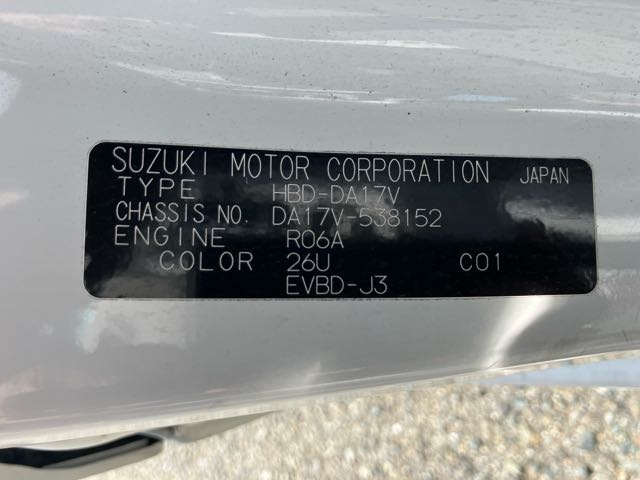 SUZUKI MOTOR CORPORATION JAPAN
TYPE HBD-DA17V
CHASSIS NO. DA17V-538152
ENGINE R06A
COLOR 26U C01
EVBD-J3